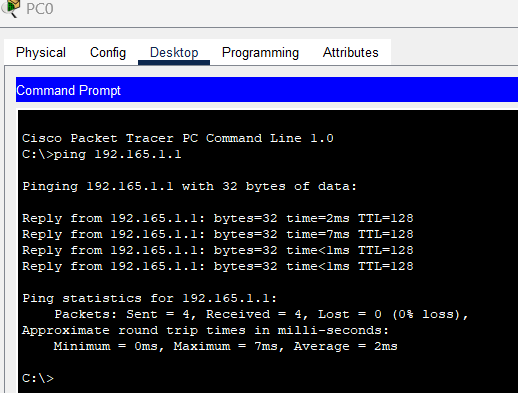 PC0
Physical Config Desktop Programming Attributes
Command Prompt
Cisco Packet Tracer PC Command Line 1.0
C:\>ping 192.165.1.1
Pinging 192.165.1.1 with 32 bytes of data:
Reply from 192.165.1.1: bytes=32 time=2ms TTL=128
Reply from 192.165.1.1: bytes=32 time=7ms TTL=128
Reply from 192.165.1.1: bytes=32 time<1ms TTL=128
Reply from 192.165.1.1: bytes=32 time<1ms TTL=128
Ping statistics for 192.165.1.1:
Packets: Sent = 4, Received = 4, Lost = 0 (0% loss),
Approximate round trip times in milli-seconds:
Minimum = 0ms, Maximum = 7ms, Average = 2ms
C:\>